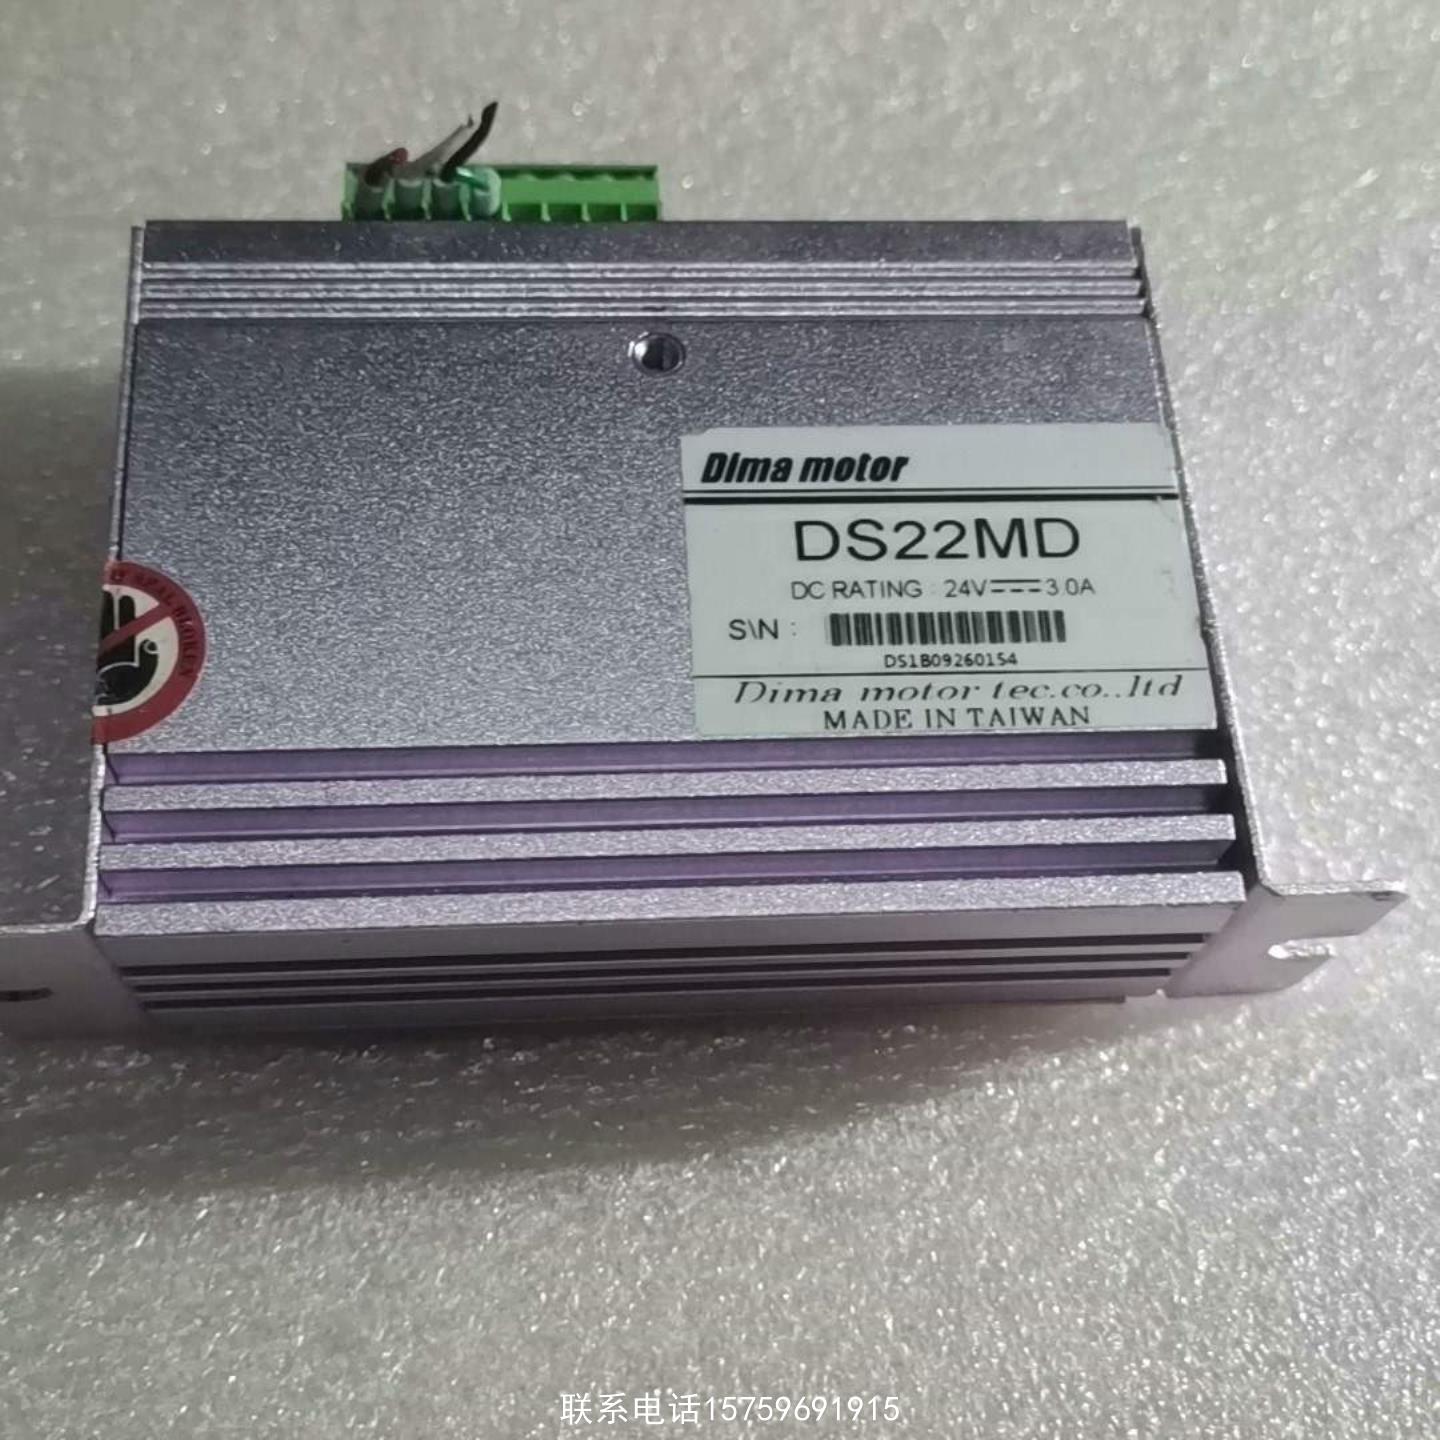 Dima motor
DS22MD
DC RATING : 24V⎓3.0A
S\N :
DS1B09260154
Dima motor tec.co.,ltd
MADE IN TAIWAN
联系电话15759691915